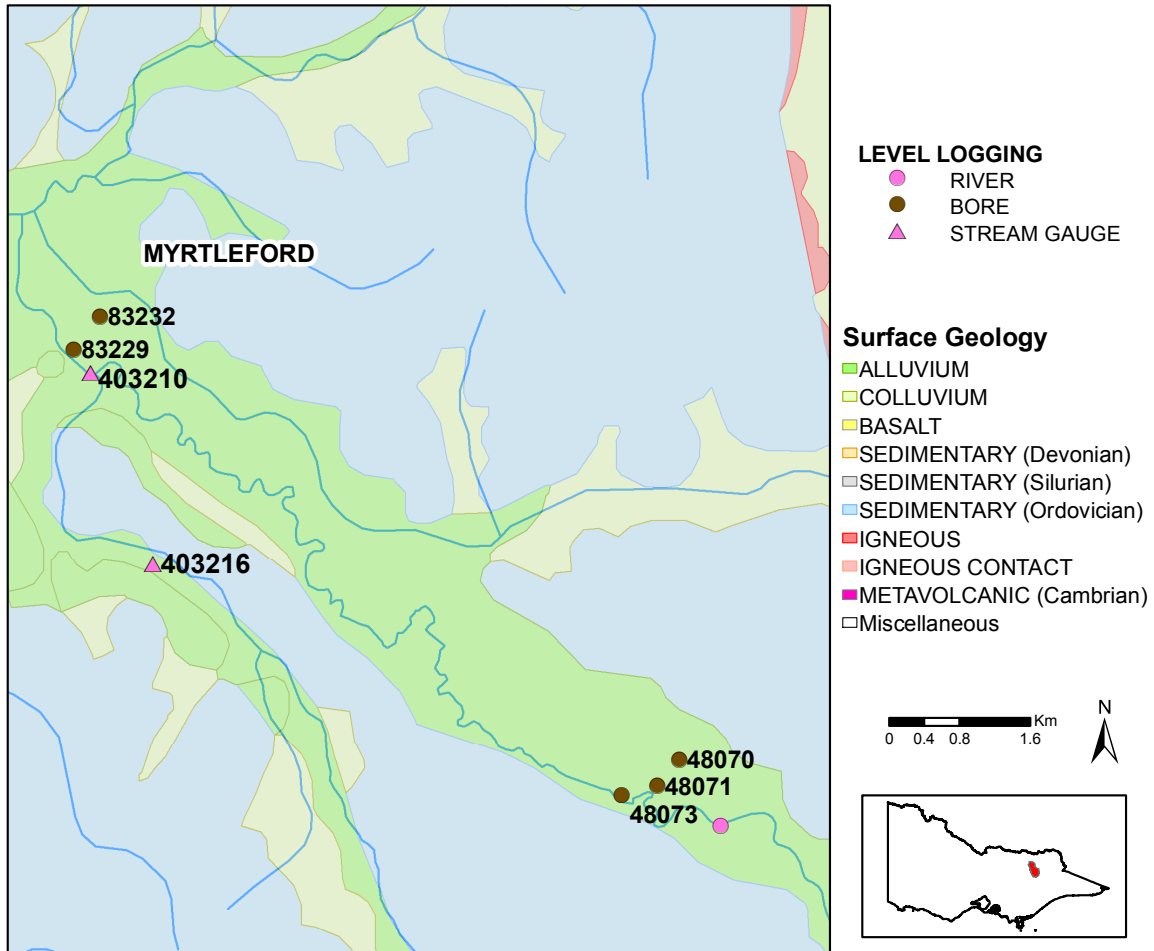 MYRTLEFORD
83232
83229
403210
403216
48070
48071
48073
LEVEL LOGGING
RIVER
BORE
STREAM GAUGE
Surface Geology
ALLUVIUM
COLLUVIUM
BASALT
SEDIMENTARY (Devonian)
SEDIMENTARY (Silurian)
SEDIMENTARY (Ordovician)
IGNEOUS
IGNEOUS CONTACT
METAVOLCANIC (Cambrian)
Miscellaneous
Km
0 0.4 0.8 1.6
N